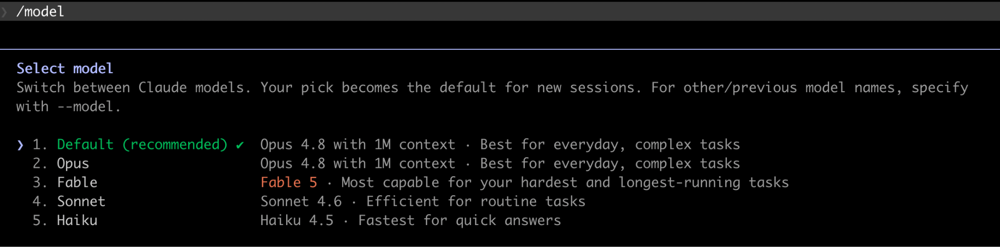 ❯ /model
Select model
Switch between Claude models. Your pick becomes the default for new sessions. For other/previous model names, specify
with --model.
❯ 1. Default (recommended) ✔ Opus 4.8 with 1M context · Best for everyday, complex tasks
2. Opus Opus 4.8 with 1M context · Best for everyday, complex tasks
3. Fable Fable 5 · Most capable for your hardest and longest-running tasks
4. Sonnet Sonnet 4.6 · Efficient for routine tasks
5. Haiku Haiku 4.5 · Fastest for quick answers